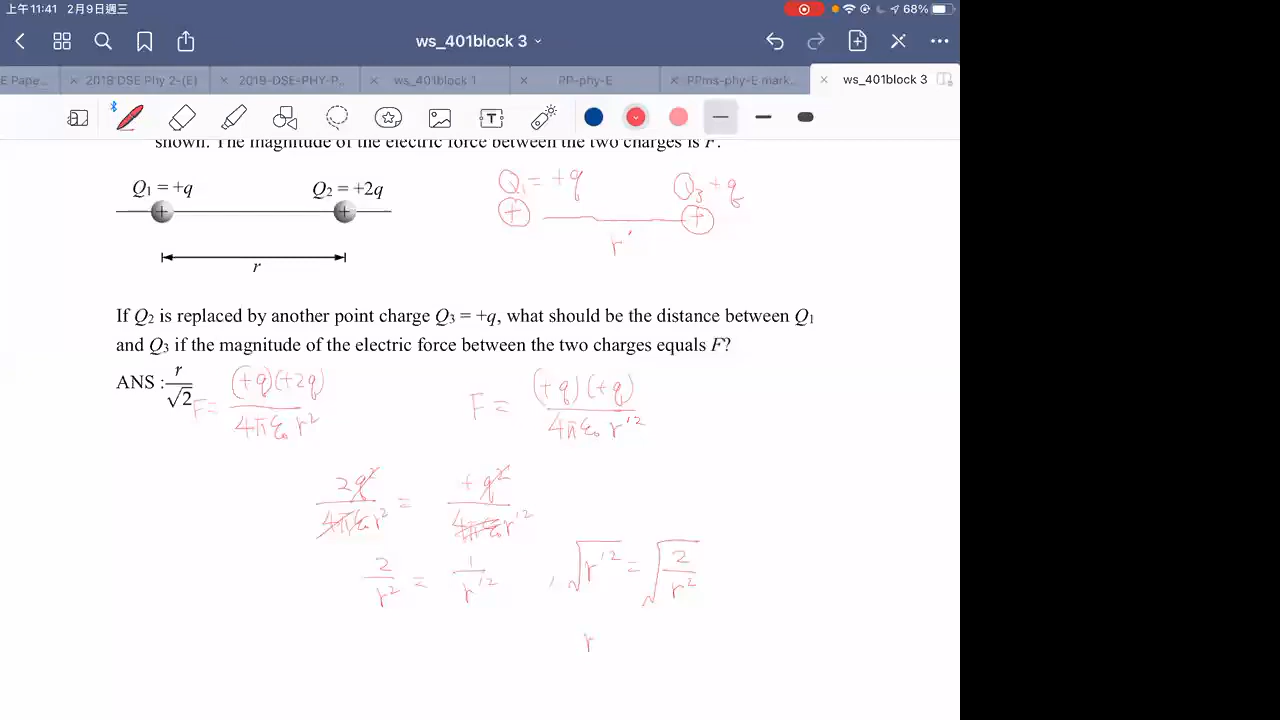 上午11:41 2月9日週三 68%
ws_401block 3
E Pape... 2018 DSE Phy 2-(E) 2019-DSE-PHY-P... ws_401block 1 PP-phy-E PPms-phy-E mark... ws_401block 3
shown. The magnitude of the electric force between the two charges is F.
Q₁ = +q Q₂ = +2q Q₁ = +q Q₃ +q
+ + + +
r r'
If Q₂ is replaced by another point charge Q₃ = +q, what should be the distance between Q₁
and Q₃ if the magnitude of the electric force between the two charges equals F?
ANS : r/√2
F = (+q)(+2q)/4πε₀ r² F = (+q)(+q)/4πε₀ r'²
2q²/4πε₀r² = +q²/4πε₀r'²
2/r² = 1/r'² , √r'² = √2/r²
r